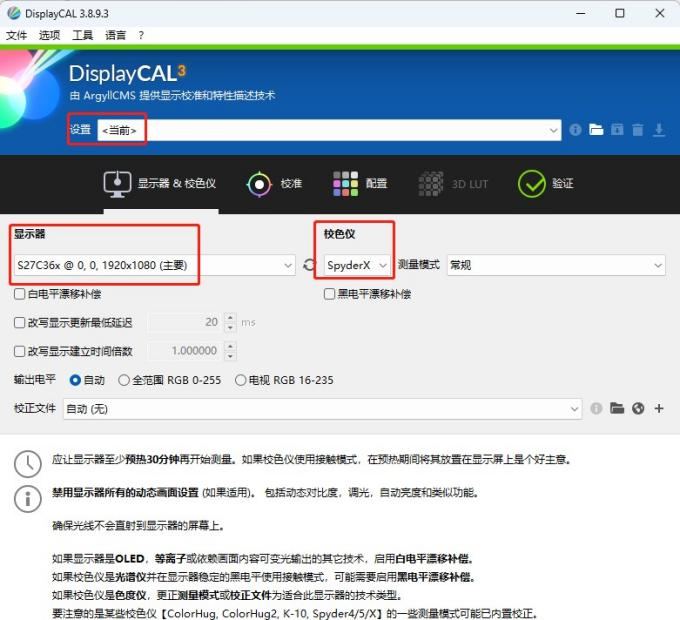 DisplayCAL 3.8.9.3
文件 选项 工具 语言 ?
DisplayCAL3
由 ArgyllCMS 提供显示校准和特性描述技术
设置 <当前>
显示器 & 校色仪 校准 配置 3D LUT 验证
显示器 校色仪
S27C36x @ 0, 0, 1920x1080 (主要) SpyderX 测量模式 常规
白电平漂移补偿 黑电平漂移补偿
改写显示更新最低延迟 20 ms
改写显示建立时间倍数 1.000000
输出电平 自动 全范围 RGB 0-255 电视 RGB 16-235
校正文件 自动 (无)
应让显示器至少预热30分钟再开始测量。如果校色仪使用接触模式，在预热期间将其放置在显示屏上是个好主意。
禁用显示器所有的动态画面设置 (如果适用)。 包括动态对比度，调光，自动亮度和类似功能。
确保光线不会直射到显示器的屏幕上。
如果显示器是OLED，等离子或依赖画面内容可变光输出的其它技术，启用白电平漂移补偿。
如果校色仪是光谱仪并在显示器稳定的黑电平使用接触模式，可能需要启用黑电平漂移补偿。
如果校色仪是色度仪，更正测量模式或校正文件为适合此显示器的技术类型。
要注意的是某些校色仪【ColorHug, ColorHug2, K-10, Spyder4/5/X】的一些测量模式可能已内置校正。